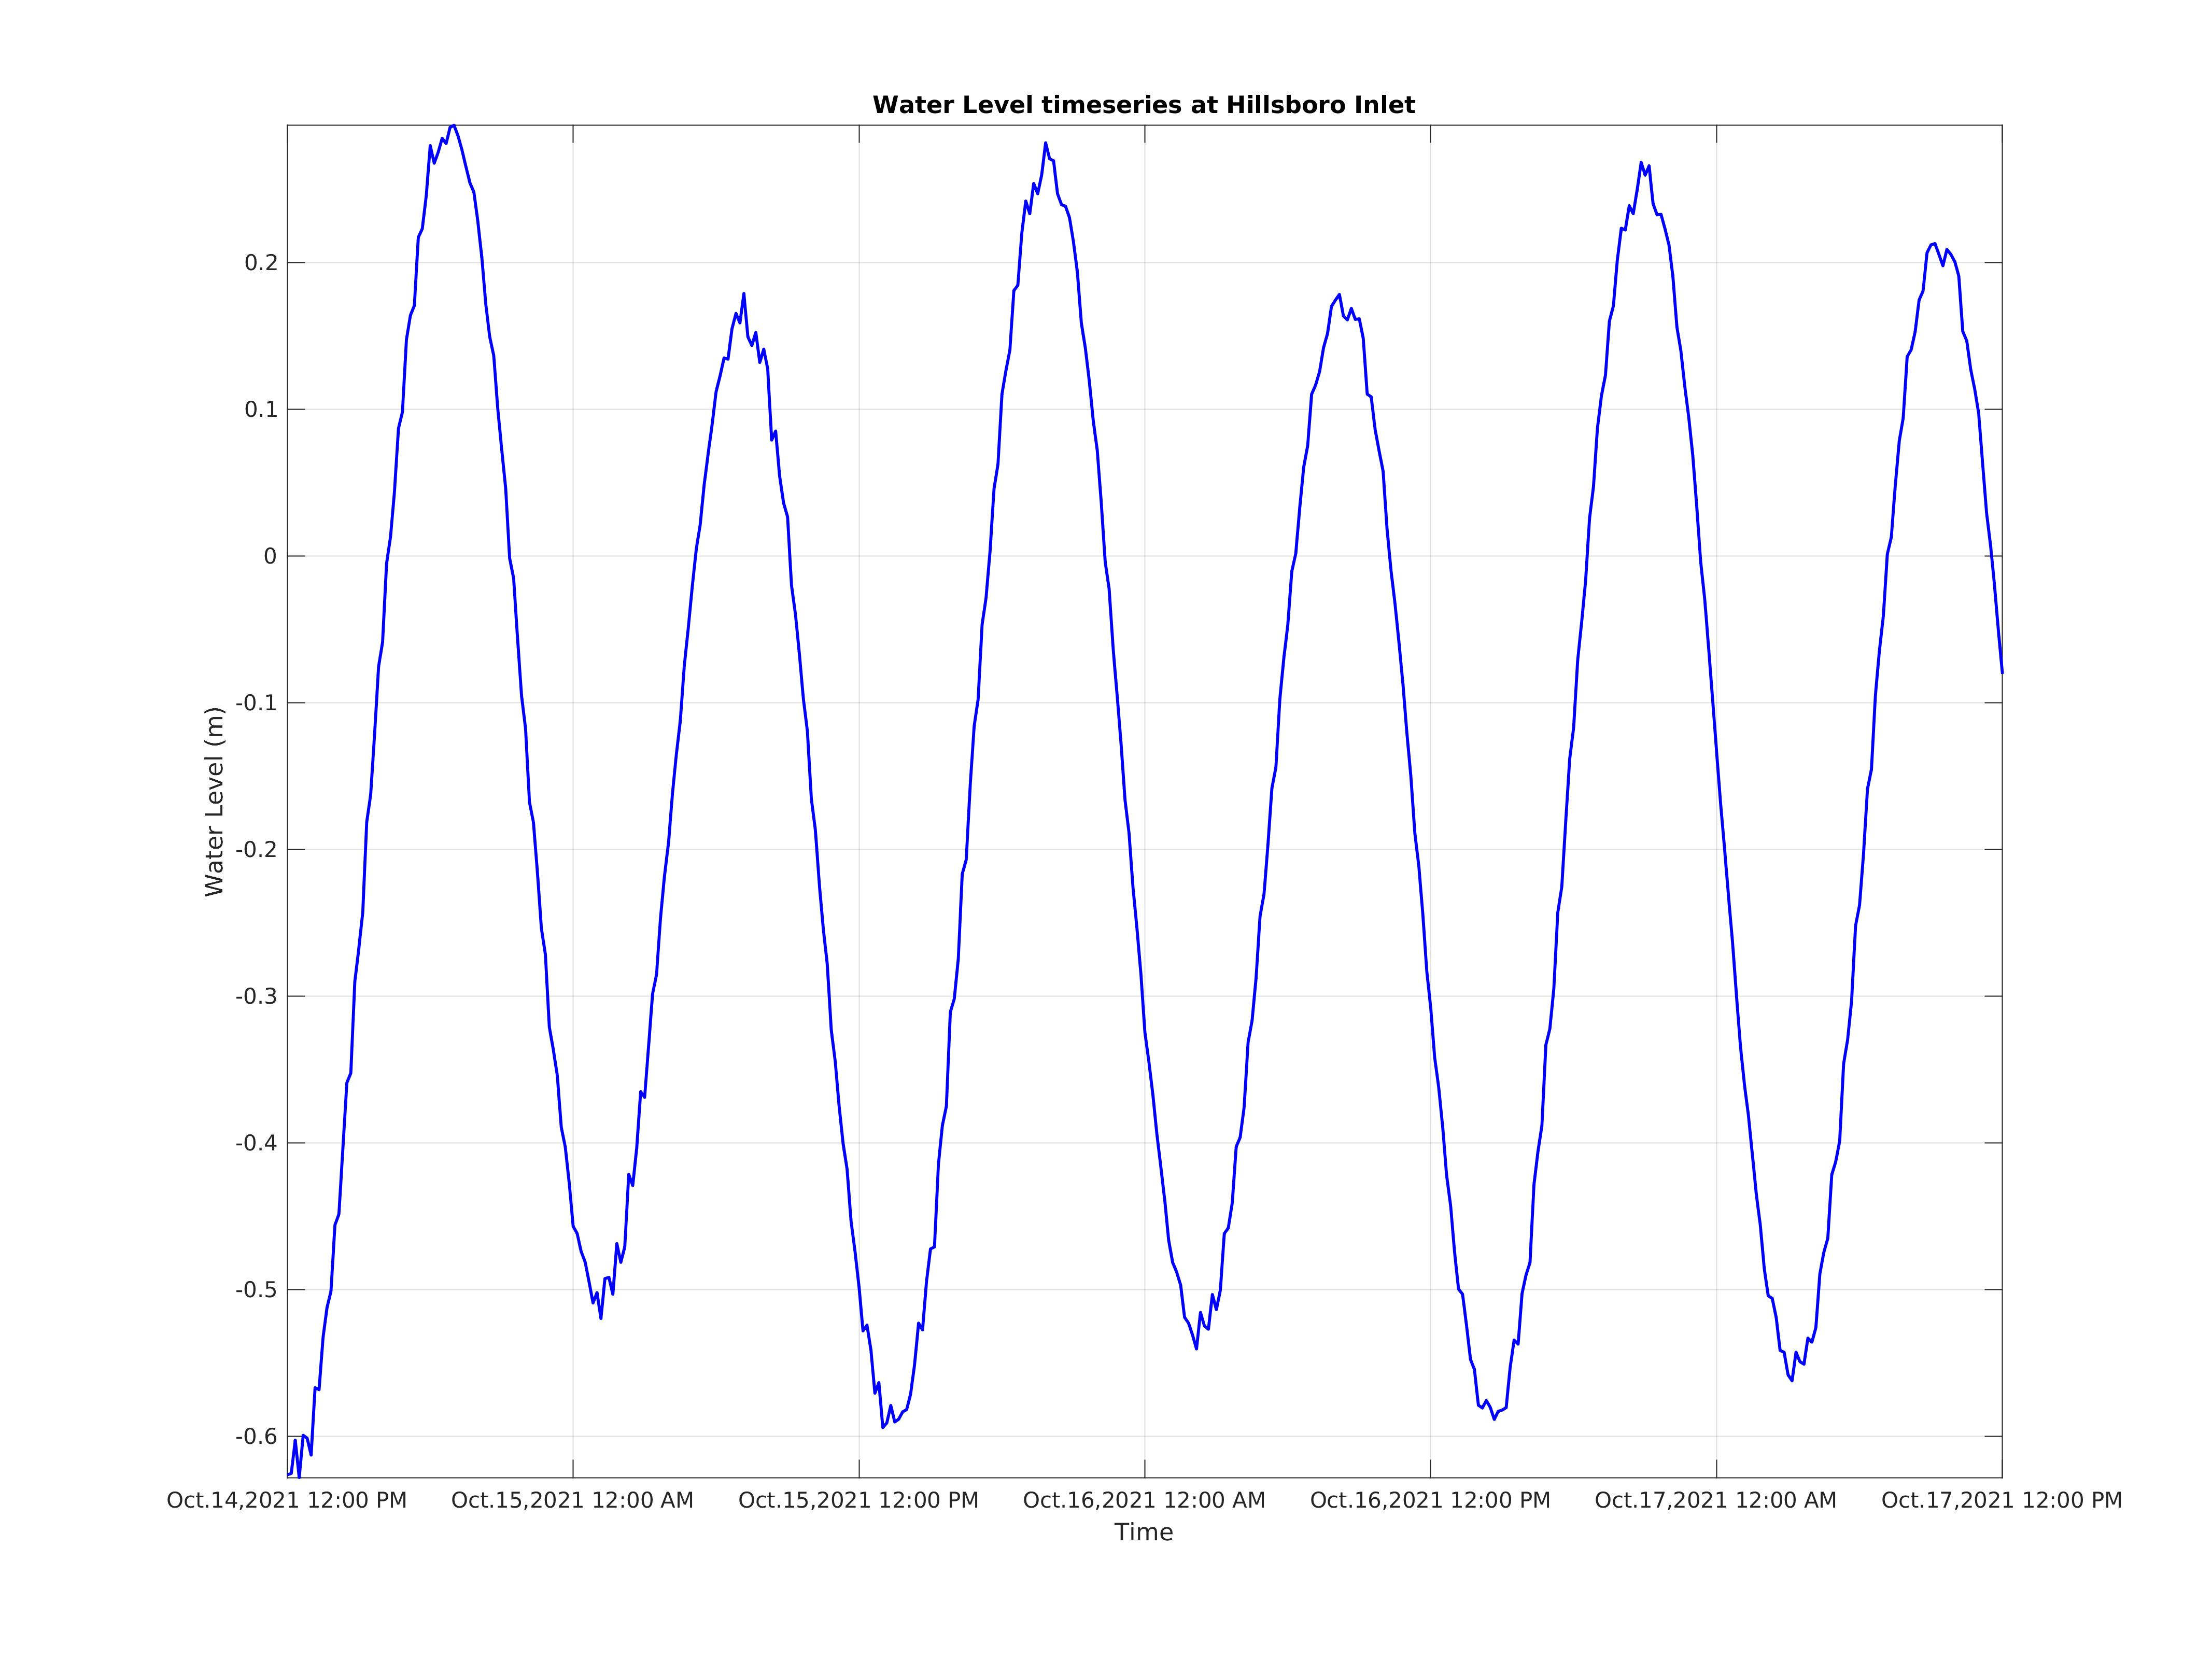 Water Level timeseries at Hillsboro Inlet
0.2
0.1
0
-0.1
-0.2
-0.3
-0.4
-0.5
-0.6
Water Level (m)
Oct.14,2021 12:00 PM Oct.15,2021 12:00 AM Oct.15,2021 12:00 PM Oct.16,2021 12:00 AM Oct.16,2021 12:00 PM Oct.17,2021 12:00 AM Oct.17,2021 12:00 PM
Time